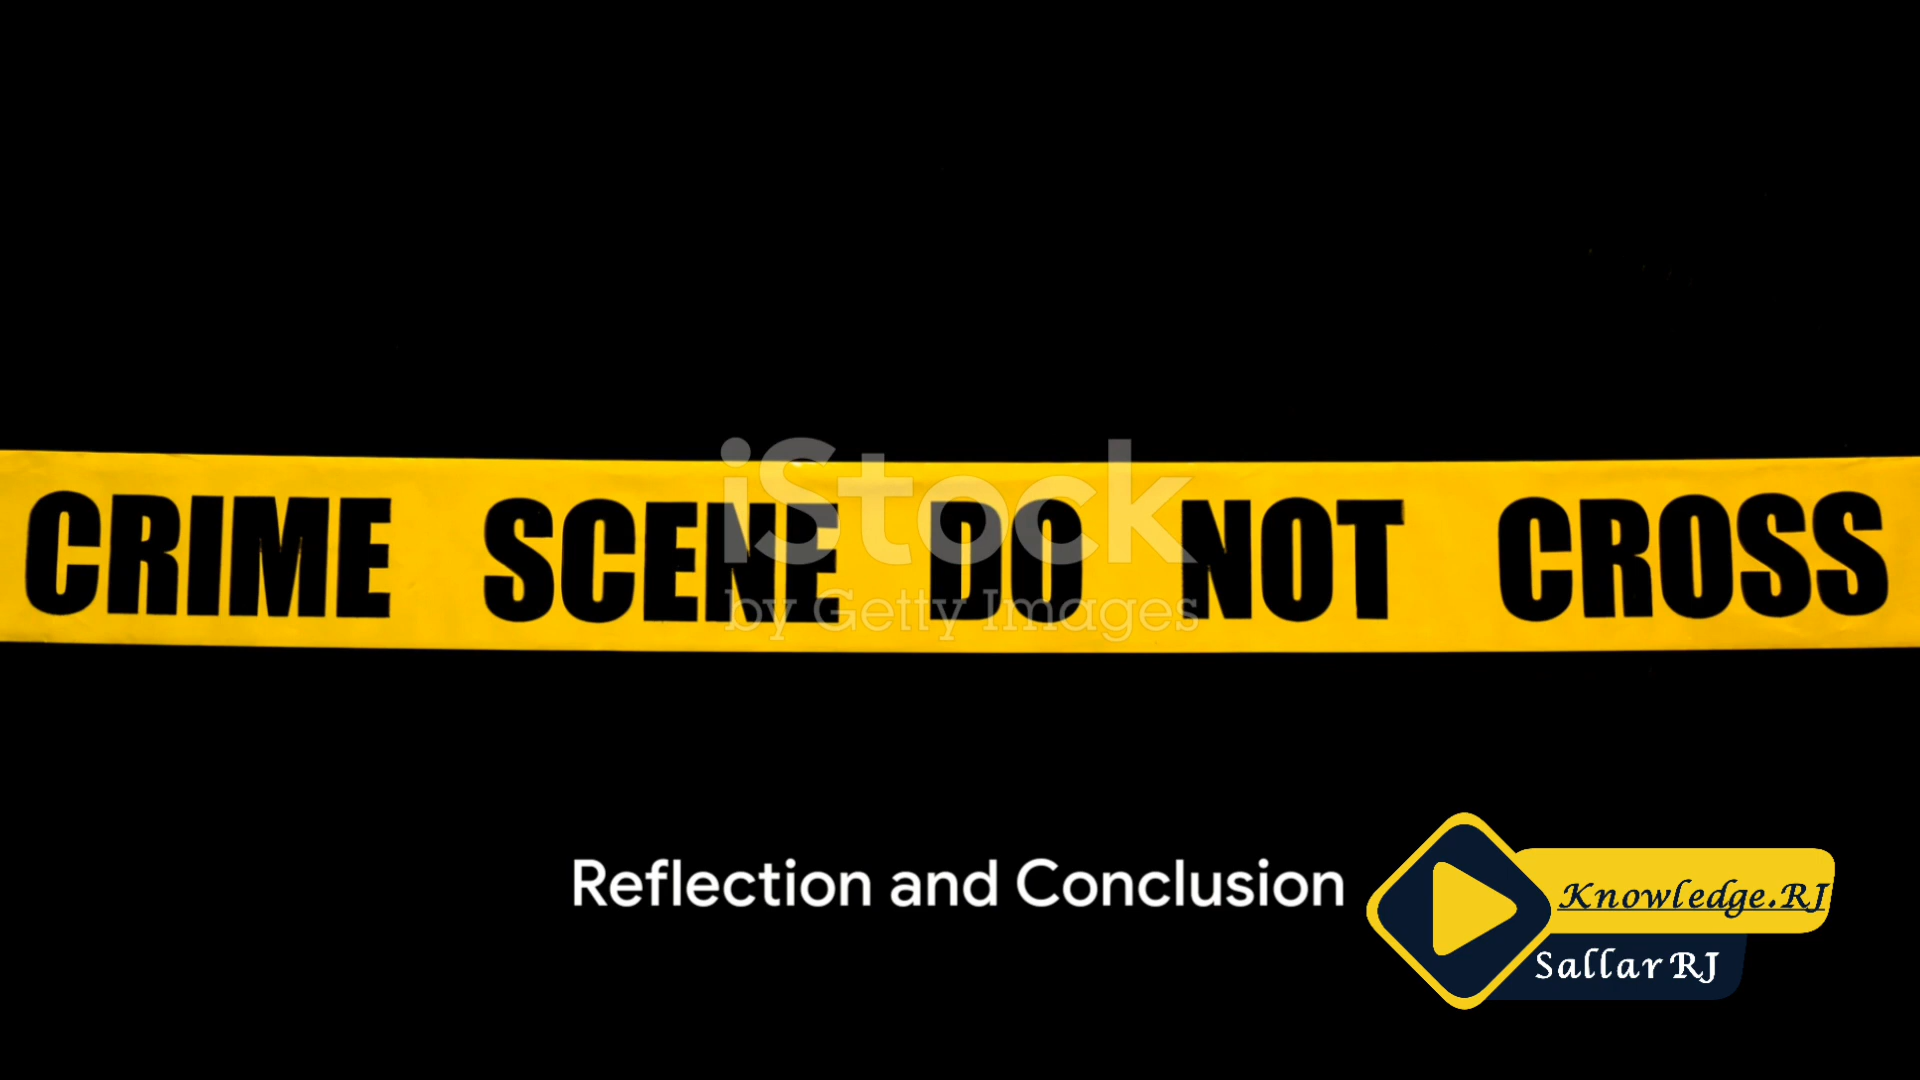 iStock
CRIME SCENE DO NOT CROSS
by Getty Images
Reflection and Conclusion
Knowledge.RJ
Sallar RJ